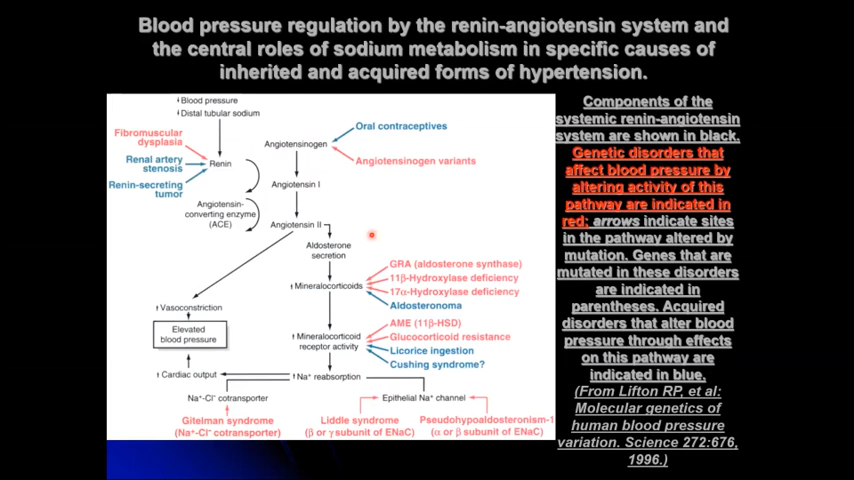 Blood pressure regulation by the renin-angiotensin system and
the central roles of sodium metabolism in specific causes of
inherited and acquired forms of hypertension.
Blood pressure
Distal tubular sodium
Fibromuscular
dysplasia
Renal artery
stenosis
Renin-secreting
tumor
Renin
Angiotensinogen
Oral contraceptives
Angiotensinogen variants
Angiotensin I
Angiotensin-
converting enzyme
(ACE)
Angiotensin II
Aldosterone
secretion
↑Mineralocorticoids
GRA (aldosterone synthase)
11β-Hydroxylase deficiency
17α-Hydroxylase deficiency
Aldosteronoma
↑Vasoconstriction
Elevated
blood pressure
↑Mineralocorticoid
receptor activity
AME (11β-HSD)
Glucocorticoid resistance
Licorice ingestion
Cushing syndrome?
↑Cardiac output
↑Na⁺ reabsorption
Na⁺-Cl⁻ cotransporter
Epithelial Na⁺ channel
Gitelman syndrome
(Na⁺-Cl⁻ cotransporter)
Liddle syndrome
(β or γ subunit of ENaC)
Pseudohypoaldosteronism-1
(α or β subunit of ENaC)
Components of the
systemic renin-angiotensin
system are shown in black.
Genetic disorders that
affect blood pressure by
altering activity of this
pathway are indicated in
red; arrows indicate sites
in the pathway altered by
mutation. Genes that are
mutated in these disorders
are indicated in
parentheses. Acquired
disorders that alter blood
pressure through effects
on this pathway are
indicated in blue.
(From Lifton RP, et al:
Molecular genetics of
human blood pressure
variation. Science 272:676,
1996.)